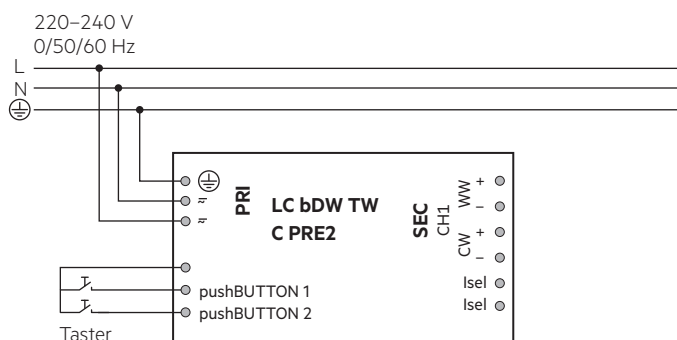 220–240 V
0/50/60 Hz
L
N
PRI
LC bDW TW
C PRE2
SEC
CH1
WW
+
–
CW
+
–
Isel
Isel
pushBUTTON 1
pushBUTTON 2
Taster